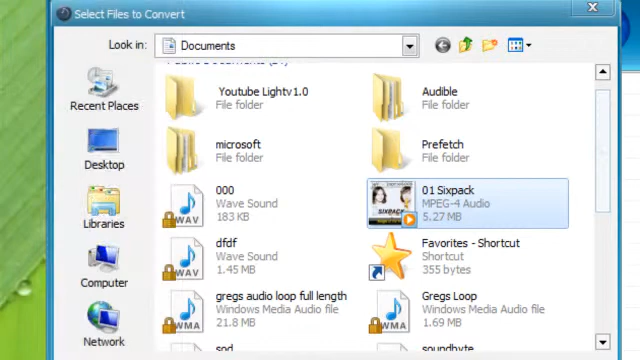 Select Files to Convert
Look in:
Documents
Youtube Lightv1.0
File folder
Audible
File folder
Recent Places
microsoft
File folder
Prefetch
File folder
Desktop
000
Wave Sound
183 KB
01 Sixpack
MPEG-4 Audio
5.27 MB
SIXPACK
WAV
Libraries
dfdf
Wave Sound
1.45 MB
Favorites - Shortcut
Shortcut
355 bytes
WAV
Computer
gregs audio loop full length
Windows Media Audio file
21.8 MB
Gregs Loop
Windows Media Audio file
1.69 MB
WMA
WMA
Network